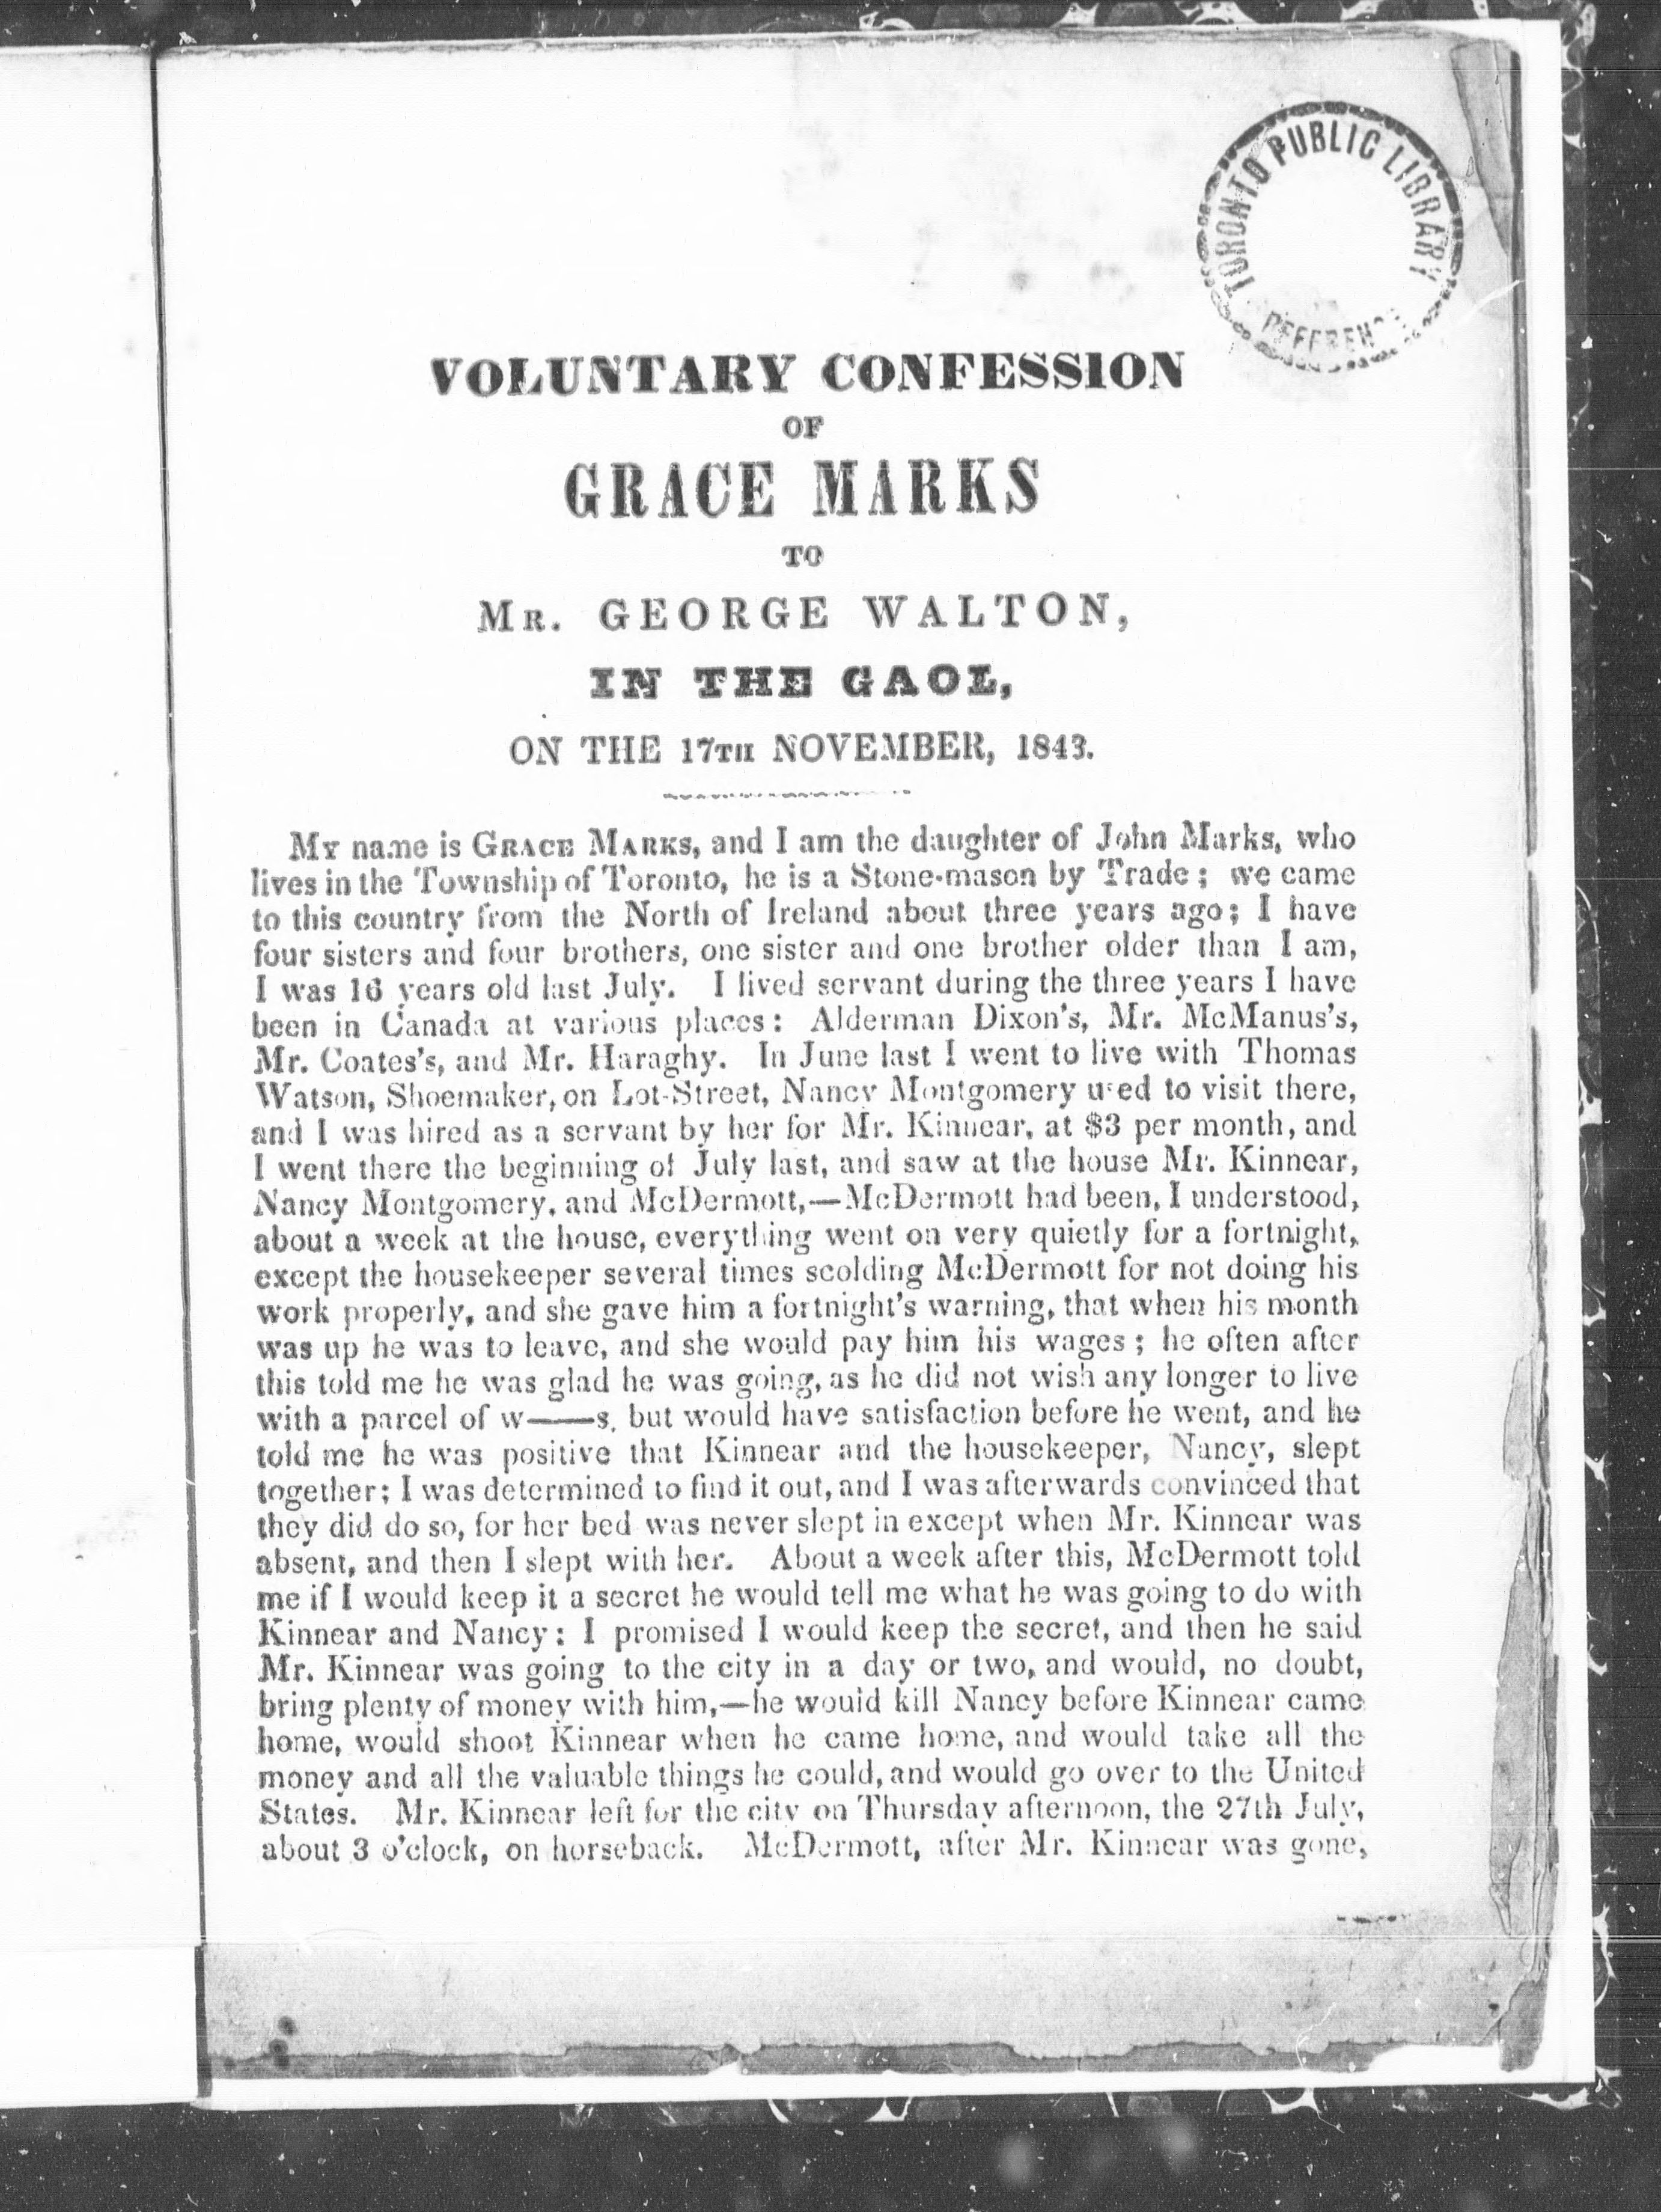 TORONTO PUBLIC LIBRARY
REFERENCE
VOLUNTARY CONFESSION
OF
GRACE MARKS
TO
MR. GEORGE WALTON,
IN THE GAOL,
ON THE 17TH NOVEMBER, 1843.
MY name is GRACE MARKS, and I am the daughter of John Marks, who
lives in the Township of Toronto, he is a Stone-mason by Trade; we came
to this country from the North of Ireland about three years ago; I have
four sisters and four brothers, one sister and one brother older than I am,
I was 16 years old last July. I lived servant during the three years I have
been in Canada at various places: Alderman Dixon's, Mr. McManus's,
Mr. Coates's, and Mr. Haraghy. In June last I went to live with Thomas
Watson, Shoemaker, on Lot-Street, Nancy Montgomery used to visit there,
and I was hired as a servant by her for Mr. Kinnear, at $3 per month, and
I went there the beginning of July last, and saw at the house Mr. Kinnear,
Nancy Montgomery, and McDermott,—McDermott had been, I understood,
about a week at the house, everything went on very quietly for a fortnight,
except the housekeeper several times scolding McDermott for not doing his
work properly, and she gave him a fortnight's warning, that when his month
was up he was to leave, and she would pay him his wages; he often after
this told me he was glad he was going, as he did not wish any longer to live
with a parcel of w——s, but would have satisfaction before he went, and he
told me he was positive that Kinnear and the housekeeper, Nancy, slept
together; I was determined to find it out, and I was afterwards convinced that
they did do so, for her bed was never slept in except when Mr. Kinnear was
absent, and then I slept with her. About a week after this, McDermott told
me if I would keep it a secret he would tell me what he was going to do with
Kinnear and Nancy: I promised I would keep the secret, and then he said
Mr. Kinnear was going to the city in a day or two, and would, no doubt,
bring plenty of money with him,—he would kill Nancy before Kinnear came
home, would shoot Kinnear when he came home, and would take all the
money and all the valuable things he could, and would go over to the United
States. Mr. Kinnear left for the city on Thursday afternoon, the 27th July,
about 3 o'clock, on horseback. McDermott, after Mr. Kinnear was gone,